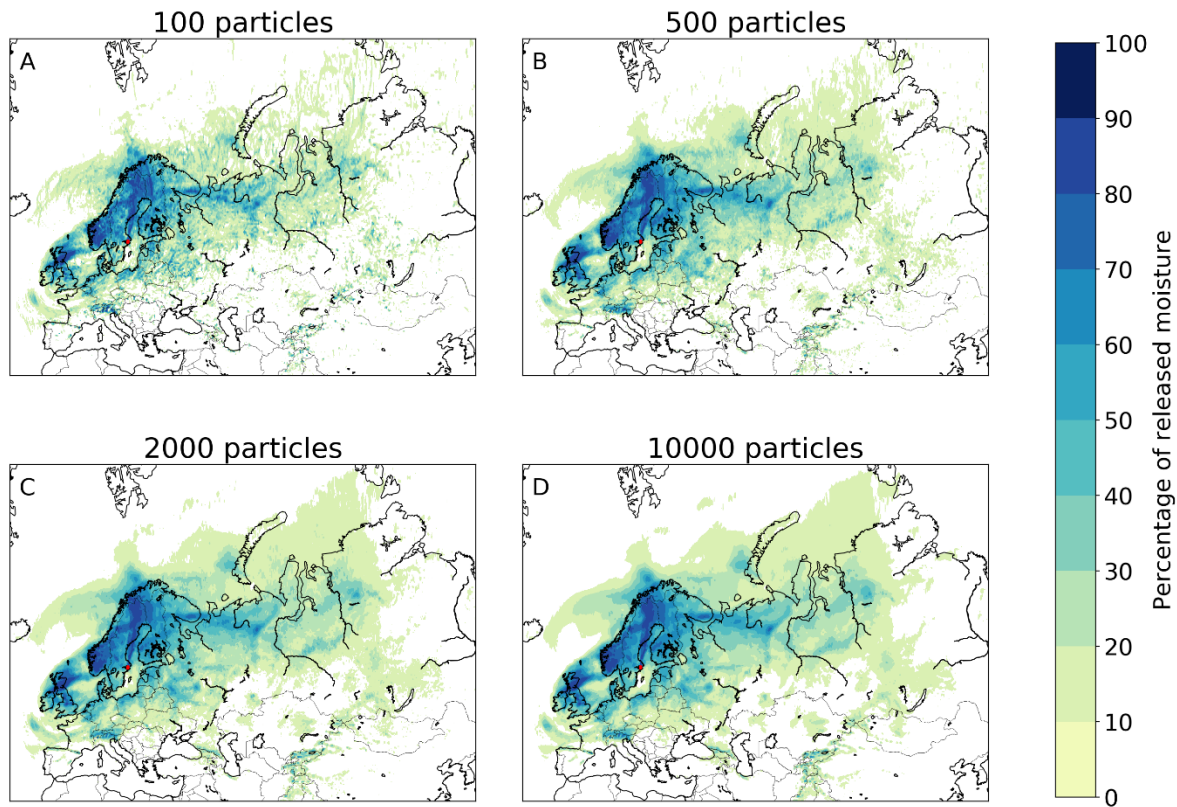 100 particles
500 particles
A
B
2000 particles
10000 particles
C
D
100
90
80
70
60
50
40
30
20
10
0
Percentage of released moisture